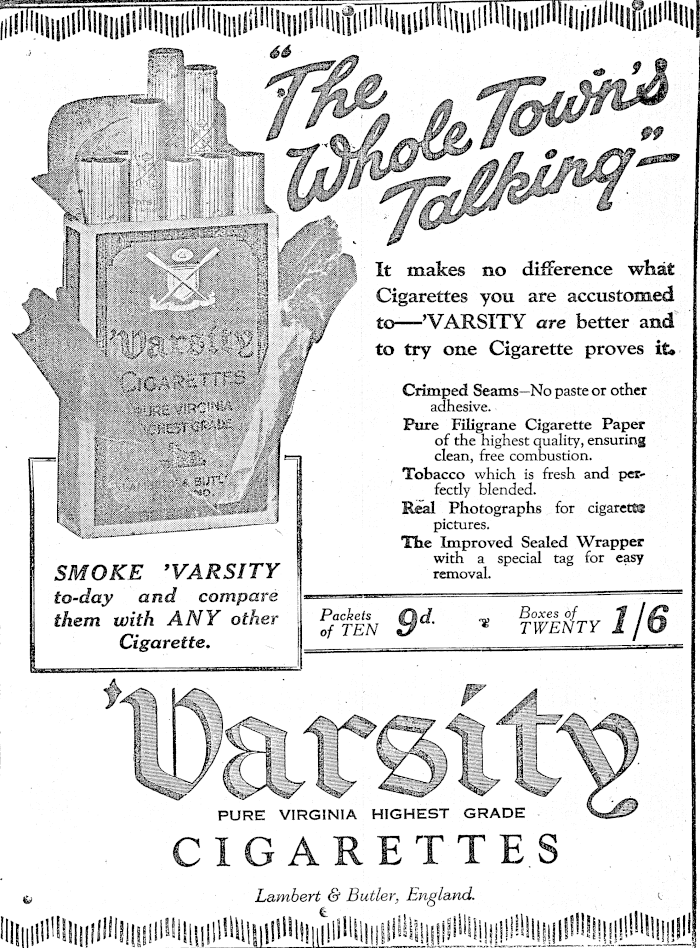 “The
Whole Town's
Talking”—
It makes no difference what
Cigarettes you are accustomed
to—'VARSITY are better and
to try one Cigarette proves it.
Crimped Seams—No paste or other
adhesive.
Pure Filigrane Cigarette Paper
of the highest quality, ensuring
clean, free combustion.
Tobacco which is fresh and per-
fectly blended.
Real Photographs for cigarette
pictures.
The Improved Sealed Wrapper
with a special tag for easy
removal.
'Varsity
CIGARETTES
PURE VIRGINIA
HIGHEST GRADE
SMOKE 'VARSITY
to-day and compare
them with ANY other
Cigarette.
Packets
of TEN 9d.
Boxes of
TWENTY 1/6
'Varsity
PURE VIRGINIA HIGHEST GRADE
CIGARETTES
Lambert & Butler, England.